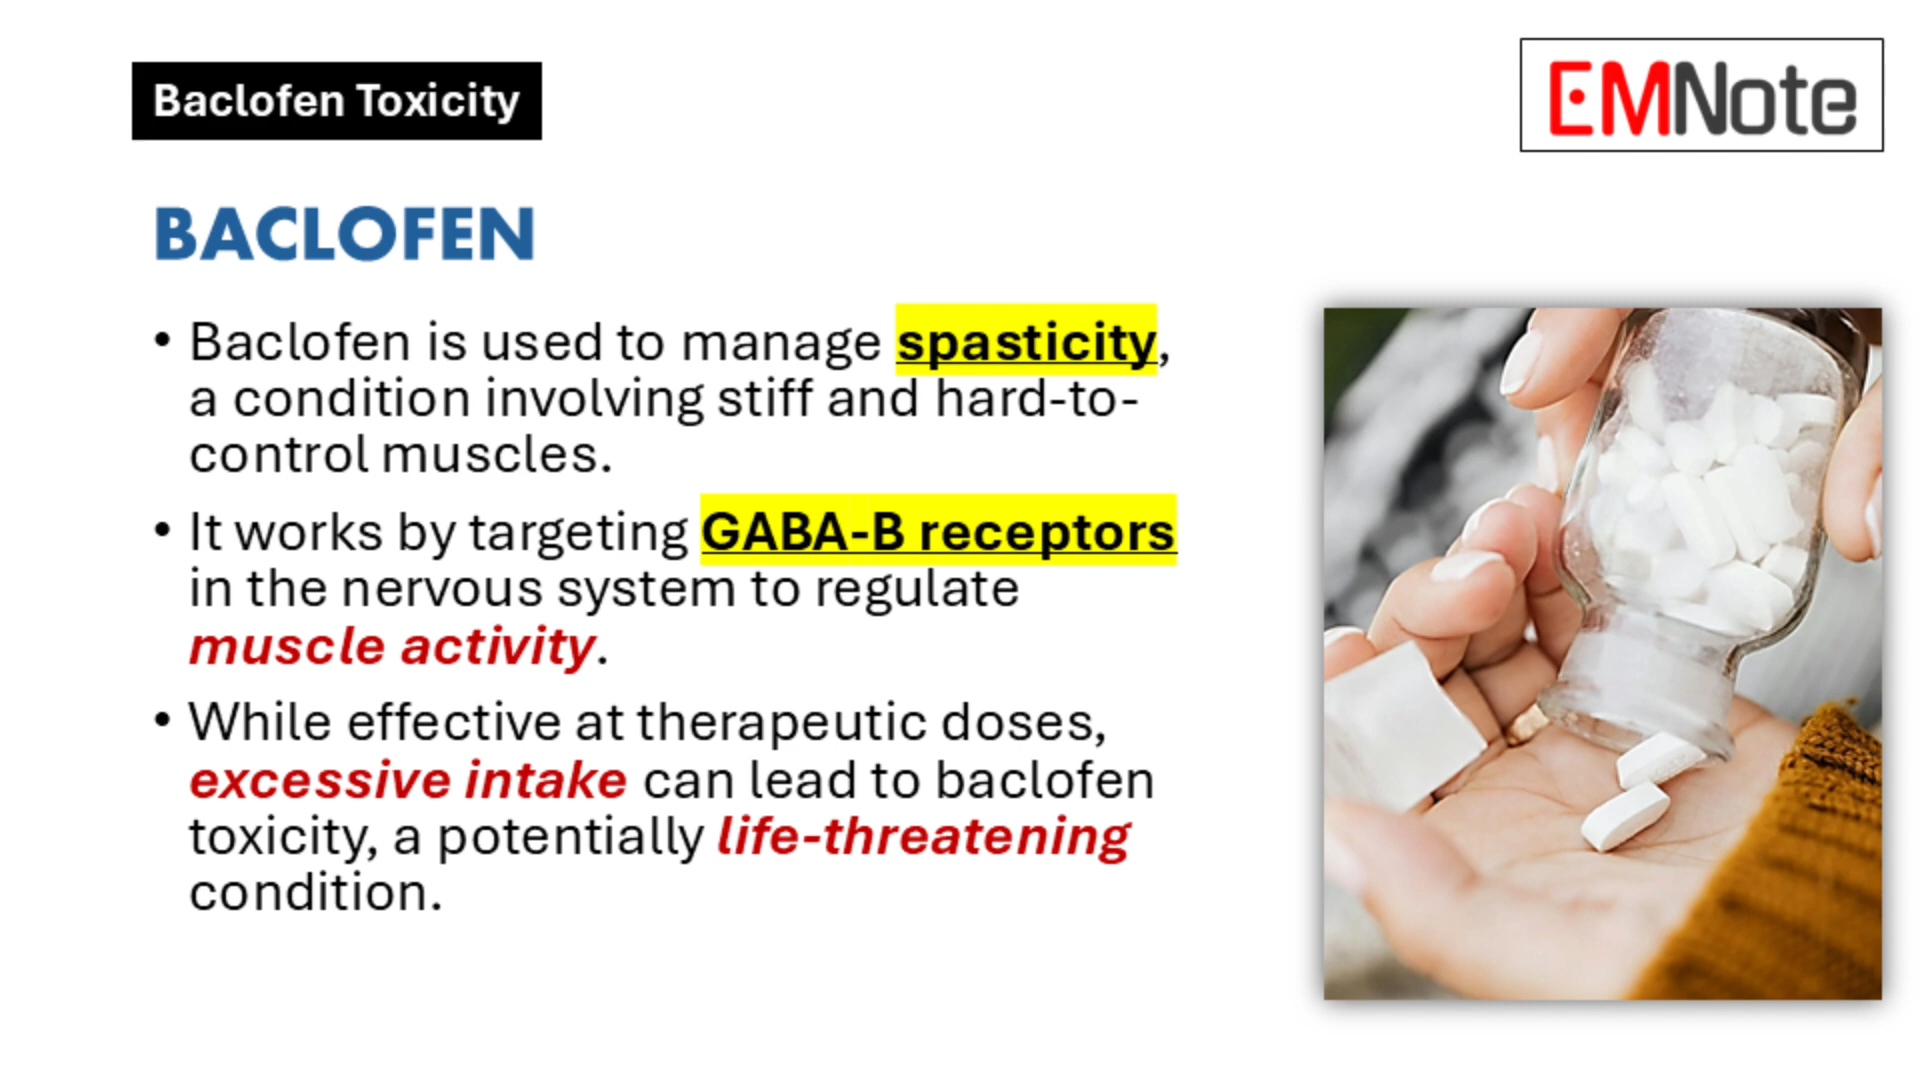 Baclofen Toxicity
EMNote
BACLOFEN
• Baclofen is used to manage spasticity,
a condition involving stiff and hard-to-
control muscles.
• It works by targeting GABA-B receptors
in the nervous system to regulate
muscle activity.
• While effective at therapeutic doses,
excessive intake can lead to baclofen
toxicity, a potentially life-threatening
condition.